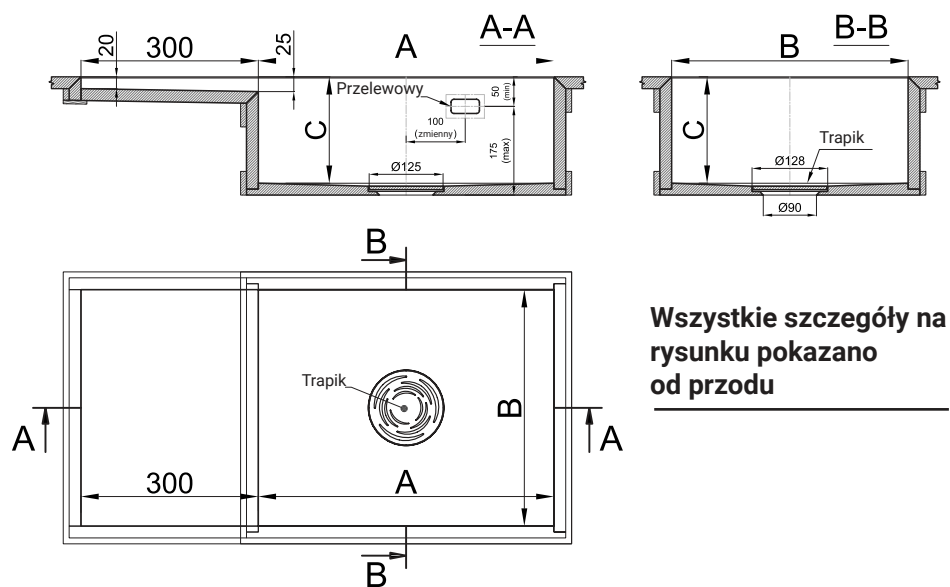 20
300
25
A
A-A
Przelewowy
50
(min)
100
(zmienny)
175
(max)
C
Ø125
B
B-B
C
Trapik
Ø128
Ø90
B
Trapik
B
A
A
300
A
B
Wszystkie szczegóły na
rysunku pokazano
od przodu